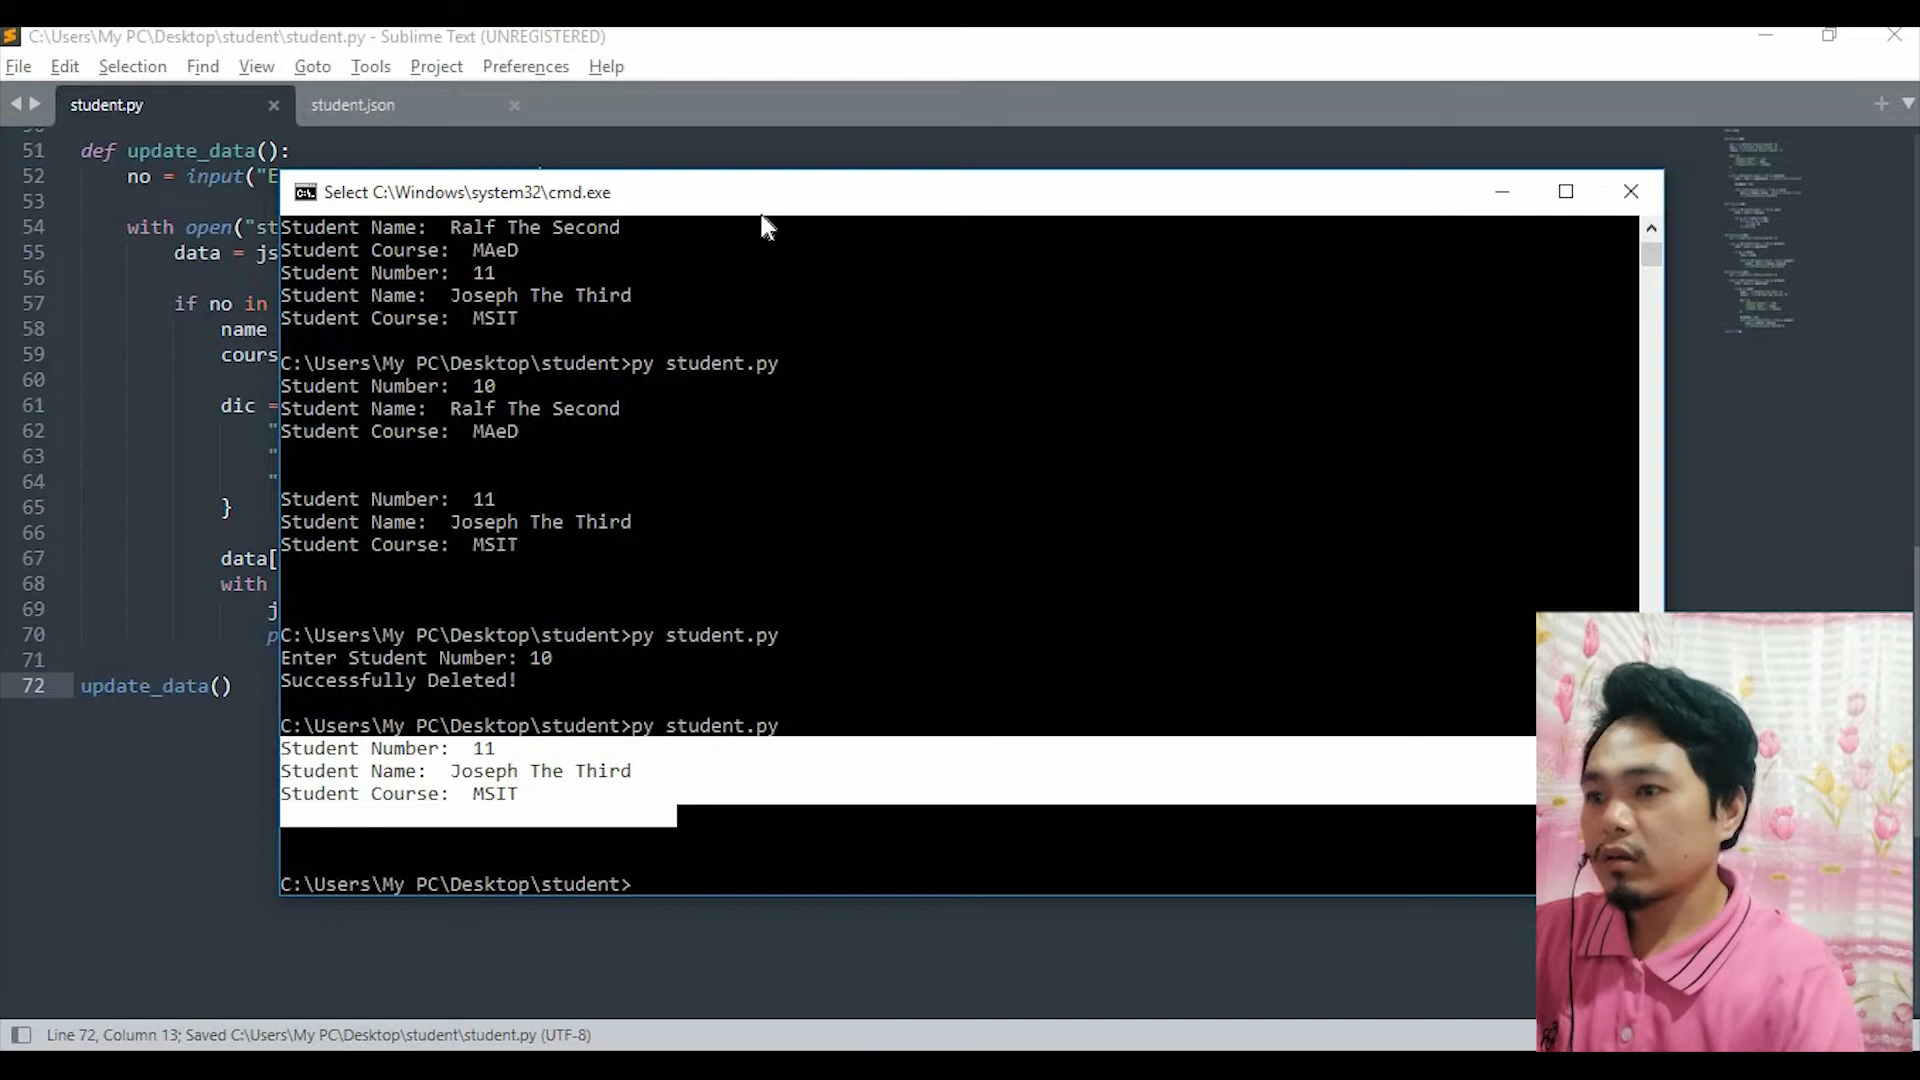 C:\Users\My PC\Desktop\student\student.py - Sublime Text (UNREGISTERED)
File Edit Selection Find View Goto Tools Project Preferences Help
student.py student.json
51 def update_data():
52 no = input("E
53
54 with open("st
55 data = js
56
57 if no in
58 name
59 cours
60
61 dic =
62 "
63 "
64 "
65 }
66
67 data[
68 with
69 j
70 p
71
72 update_data()
Select C:\Windows\system32\cmd.exe
Student Name: Ralf The Second
Student Course: MAeD
Student Number: 11
Student Name: Joseph The Third
Student Course: MSIT
C:\Users\My PC\Desktop\student>py student.py
Student Number: 10
Student Name: Ralf The Second
Student Course: MAeD
Student Number: 11
Student Name: Joseph The Third
Student Course: MSIT
C:\Users\My PC\Desktop\student>py student.py
Enter Student Number: 10
Successfully Deleted!
C:\Users\My PC\Desktop\student>py student.py
Student Number: 11
Student Name: Joseph The Third
Student Course: MSIT
C:\Users\My PC\Desktop\student>
Line 72, Column 13; Saved C:\Users\My PC\Desktop\student\student.py (UTF-8)